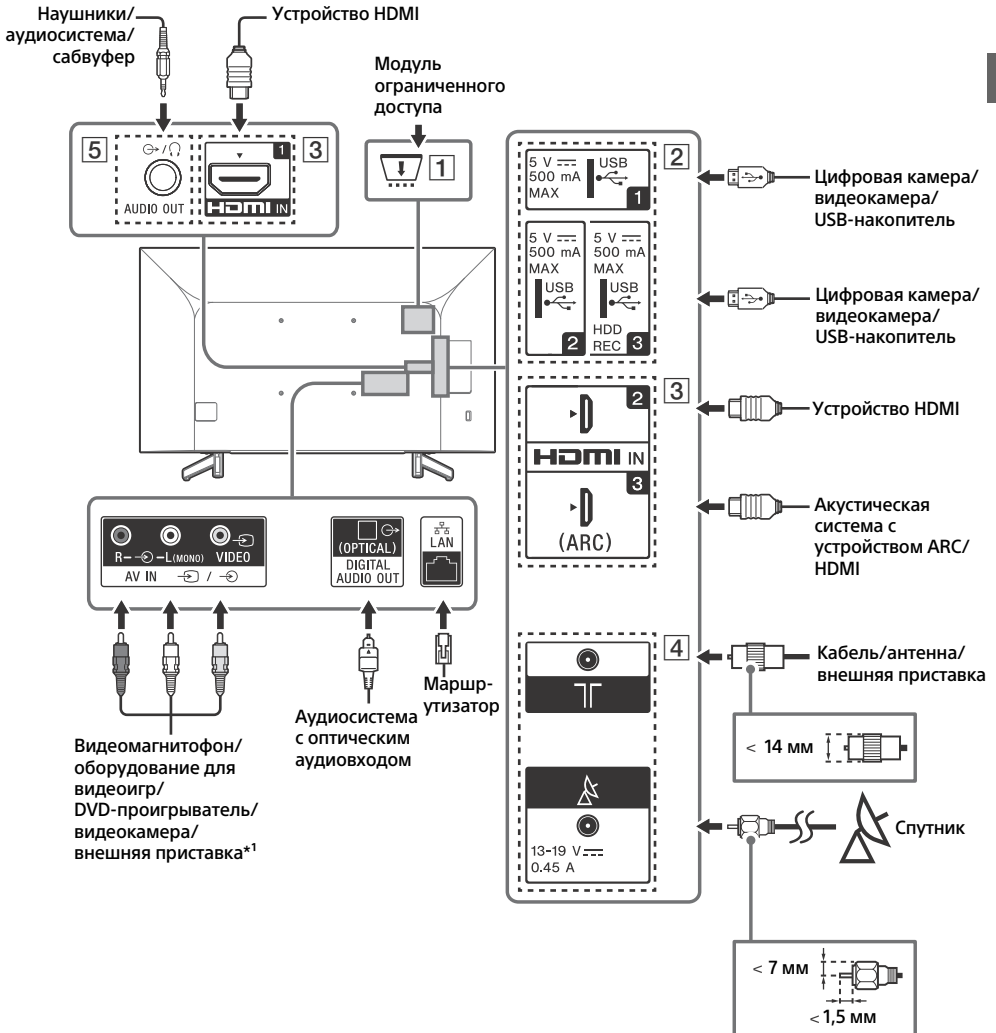 Наушники/
аудиосистема/
сабвуфер
Устройство HDMI
Модуль
ограниченного
доступа
5
AUDIO OUT
1
HDMI IN
3
1
5 V
500 mA
MAX
USB
1
2
5 V
500 mA
MAX
USB
2
5 V
500 mA
MAX
USB
HDD
REC 3
Цифровая камера/
видеокамера/
USB-накопитель
Цифровая камера/
видеокамера/
USB-накопитель
2
HDMI IN
3
(ARC)
3
Устройство HDMI
Акустическая
система с
устройством ARC/
HDMI
R L(MONO) VIDEO
AV IN /
(OPTICAL)
DIGITAL
AUDIO OUT
LAN
Видеомагнитофон/
оборудование для
видеоигр/
DVD-проигрыватель/
видеокамера/
внешняя приставка*1
Аудиосистема
с оптическим
аудиовходом
Маршр-
утизатор
4
13-19 V
0.45 A
Кабель/антенна/
внешняя приставка
< 14 мм
Спутник
< 7 мм
< 1,5 мм